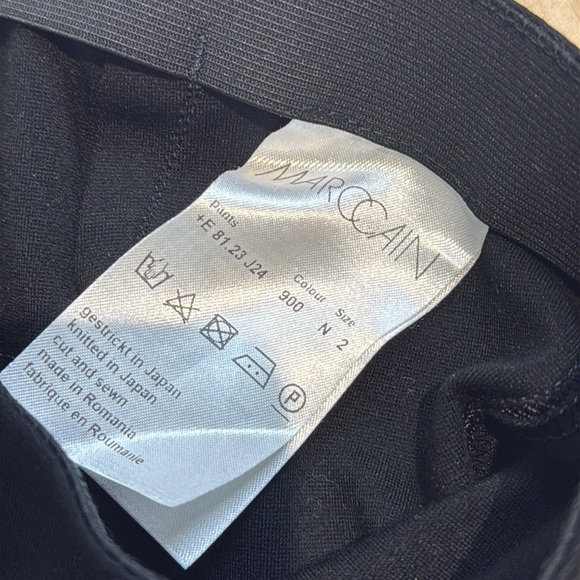 MARCCAIN
Pants
+E 81.23 J24
Colour Size
900 N 2
P
gestrickt in Japan
knitted in Japan
cut and sewn
made in Romania
fabrique en Roumanie